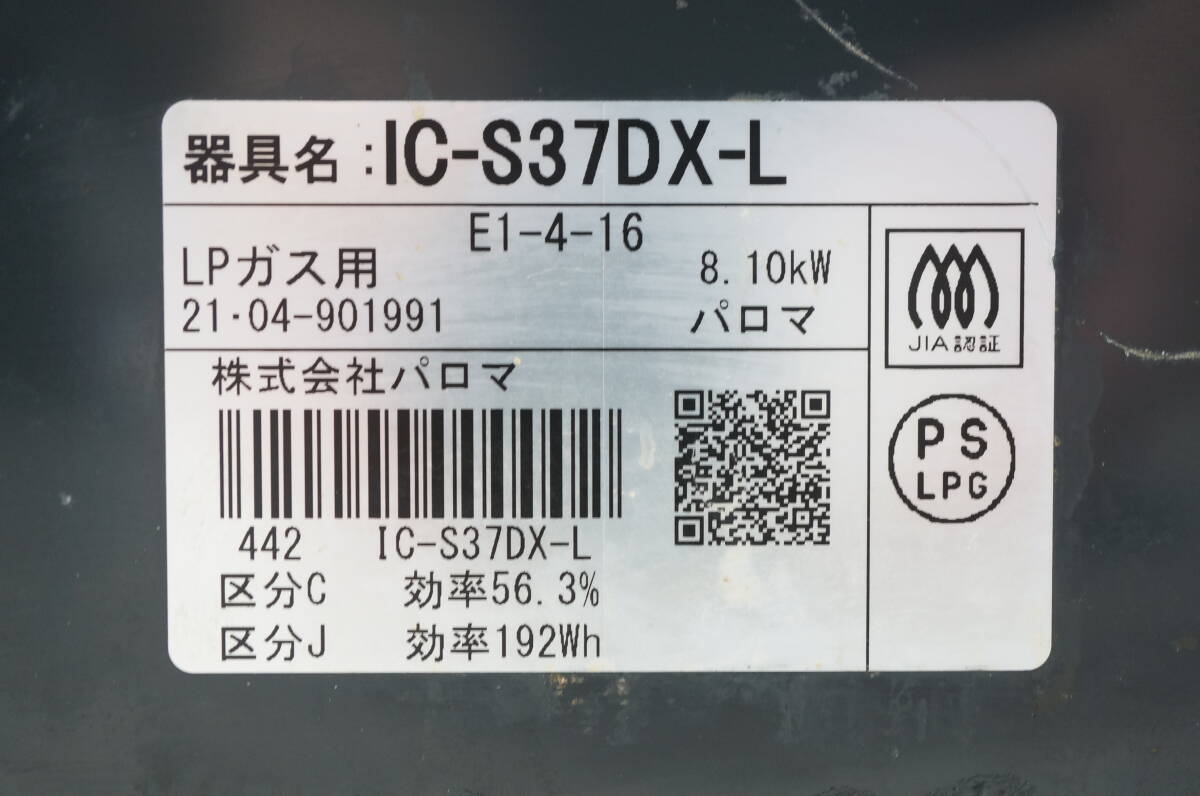 器具名:IC-S37DX-L
E1-4-16
LPガス用 8.10kW
21・04-901991 パロマ
JIA認証
株式会社パロマ
442 IC-S37DX-L
区分C 効率56.3%
区分J 効率192Wh
PS
LPG